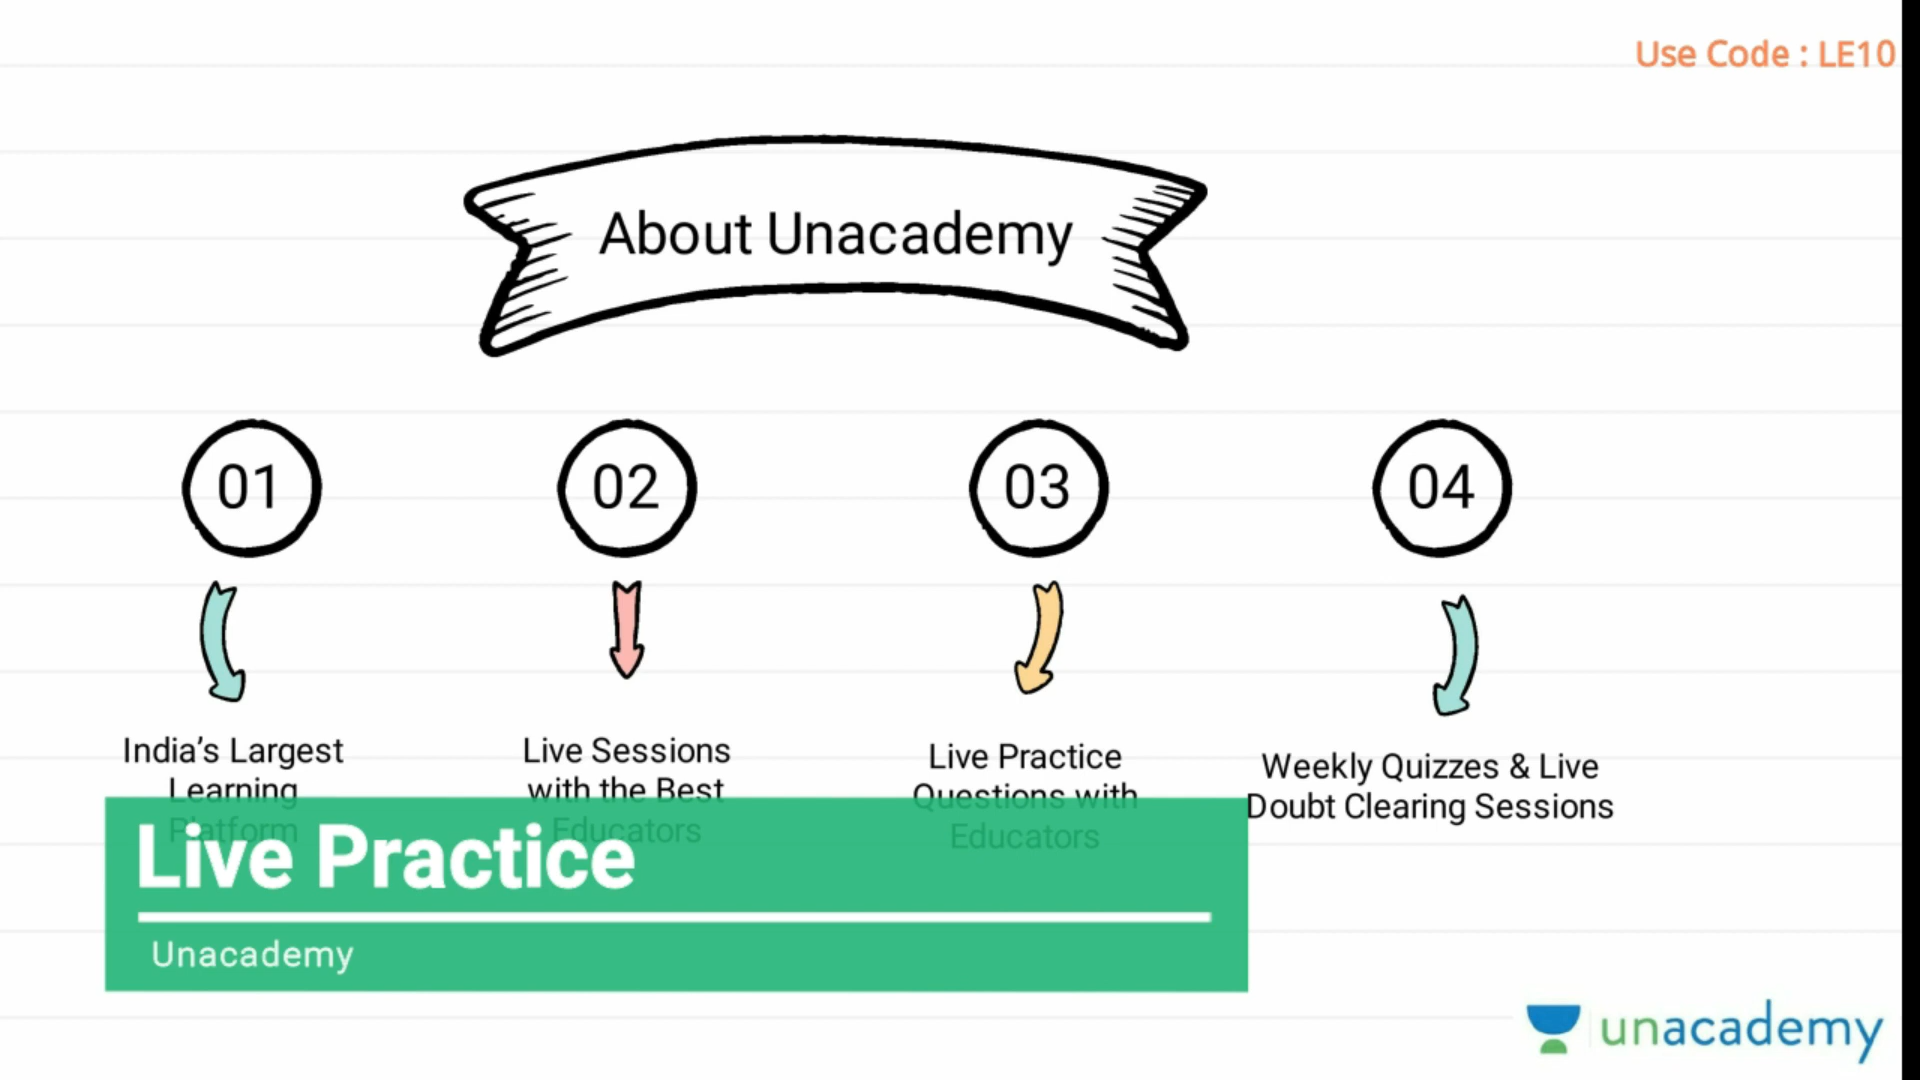 Use Code : LE10
About Unacademy
01
02
03
04
India's Largest
Learning
Platform
Live Sessions
with the Best
Educators
Live Practice
Questions with
Educators
Weekly Quizzes & Live
Doubt Clearing Sessions
Live Practice
Unacademy
unacademy